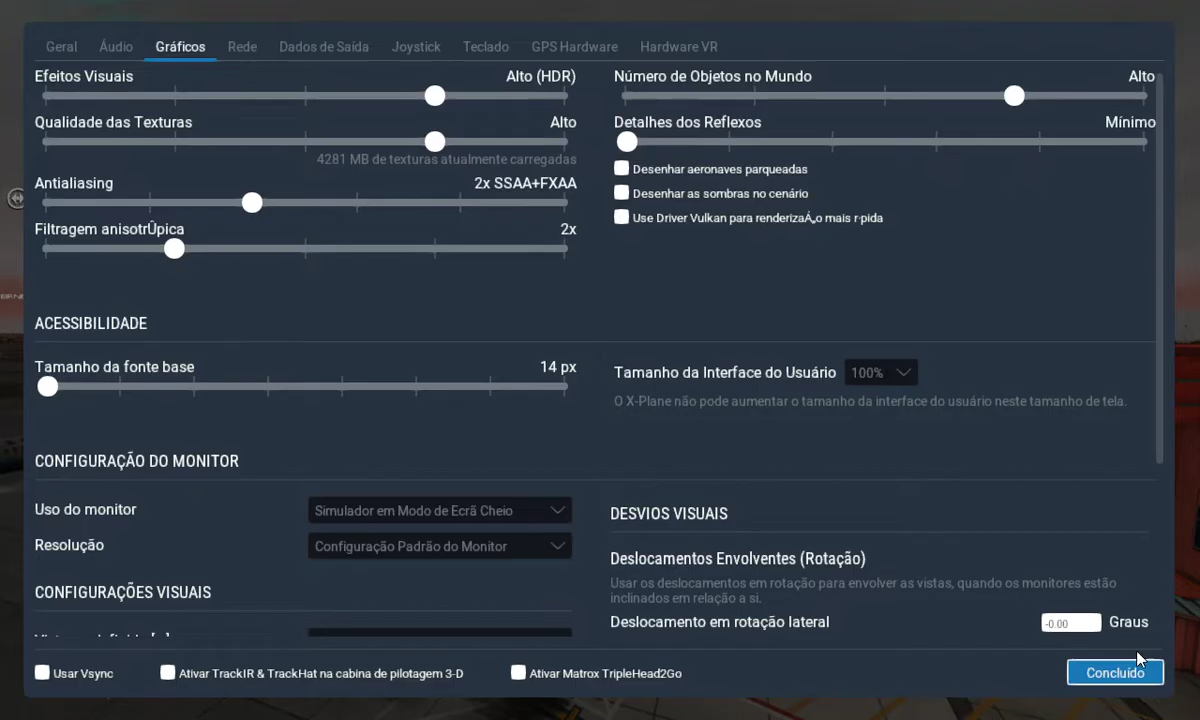 Geral Áudio Gráficos Rede Dados de Saída Joystick Teclado GPS Hardware Hardware VR
Efeitos Visuais Alto (HDR)
Qualidade das Texturas Alto
4281 MB de texturas atualmente carregadas
Antialiasing 2x SSAA+FXAA
Filtragem anisotrÛpica 2x
Número de Objetos no Mundo Alto
Detalhes dos Reflexos Mínimo
Desenhar aeronaves parqueadas
Desenhar as sombras no cenário
Use Driver Vulkan para renderizaÁ„o mais r·pida
ACESSIBILIDADE
Tamanho da fonte base 14 px
Tamanho da Interface do Usuário 100%
O X-Plane não pode aumentar o tamanho da interface do usuário neste tamanho de tela.
CONFIGURAÇÃO DO MONITOR
Uso do monitor Simulador em Modo de Ecrã Cheio
Resolução Configuração Padrão do Monitor
CONFIGURAÇÕES VISUAIS
DESVIOS VISUAIS
Deslocamentos Envolventes (Rotação)
Usar os deslocamentos em rotação para envolver as vistas, quando os monitores estão
inclinados em relação a si.
Deslocamento em rotação lateral -0.00 Graus
Usar Vsync Ativar TrackIR & TrackHat na cabina de pilotagem 3-D Ativar Matrox TripleHead2Go Concluído